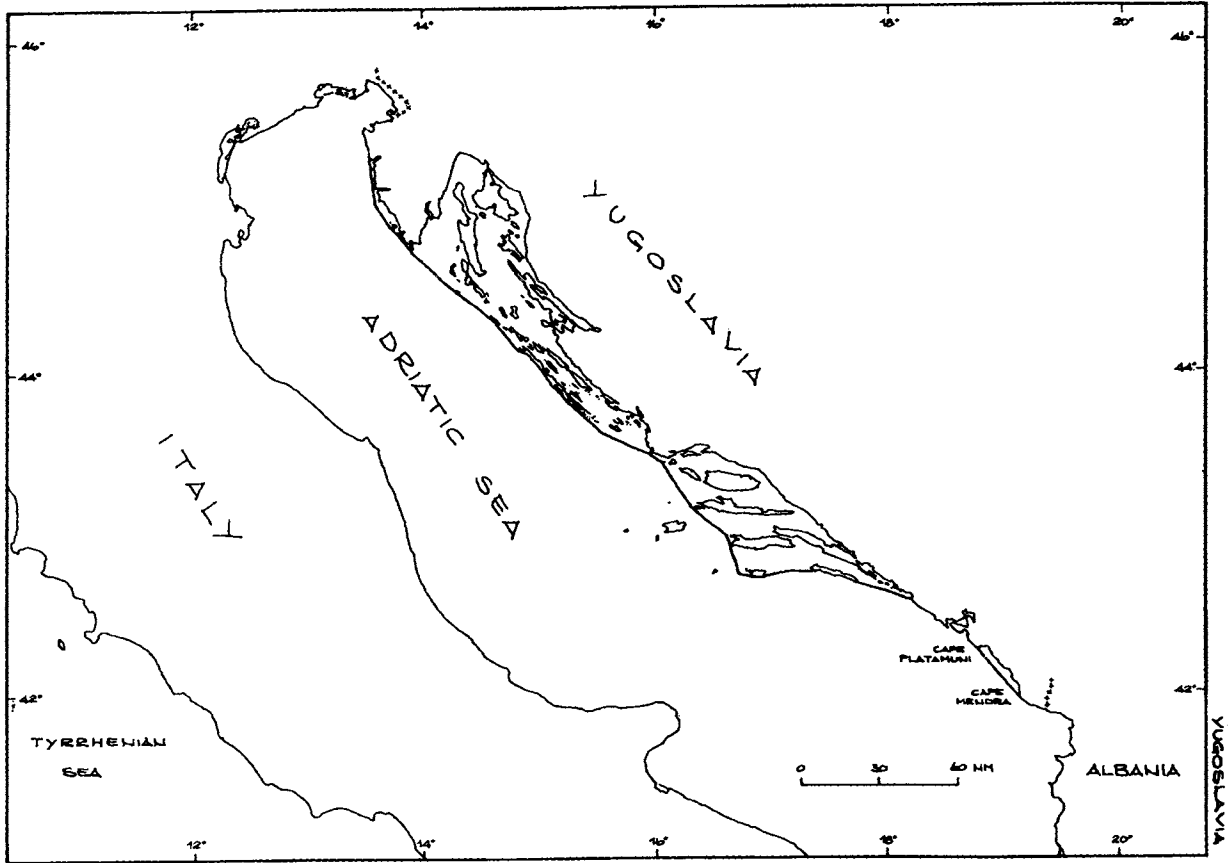 12°
14°
16°
18°
20°
46°
46°
YUGOSLAVIA
ADRIATIC SEA
44°
44°
ITALY
CAPE
PLATAMUNI
CAPE
MENDRA
42°
42°
TYRRHENIAN
SEA
0 30 60 NM
ALBANIA
YUGOSLAVIA
12°
14°
16°
18°
20°